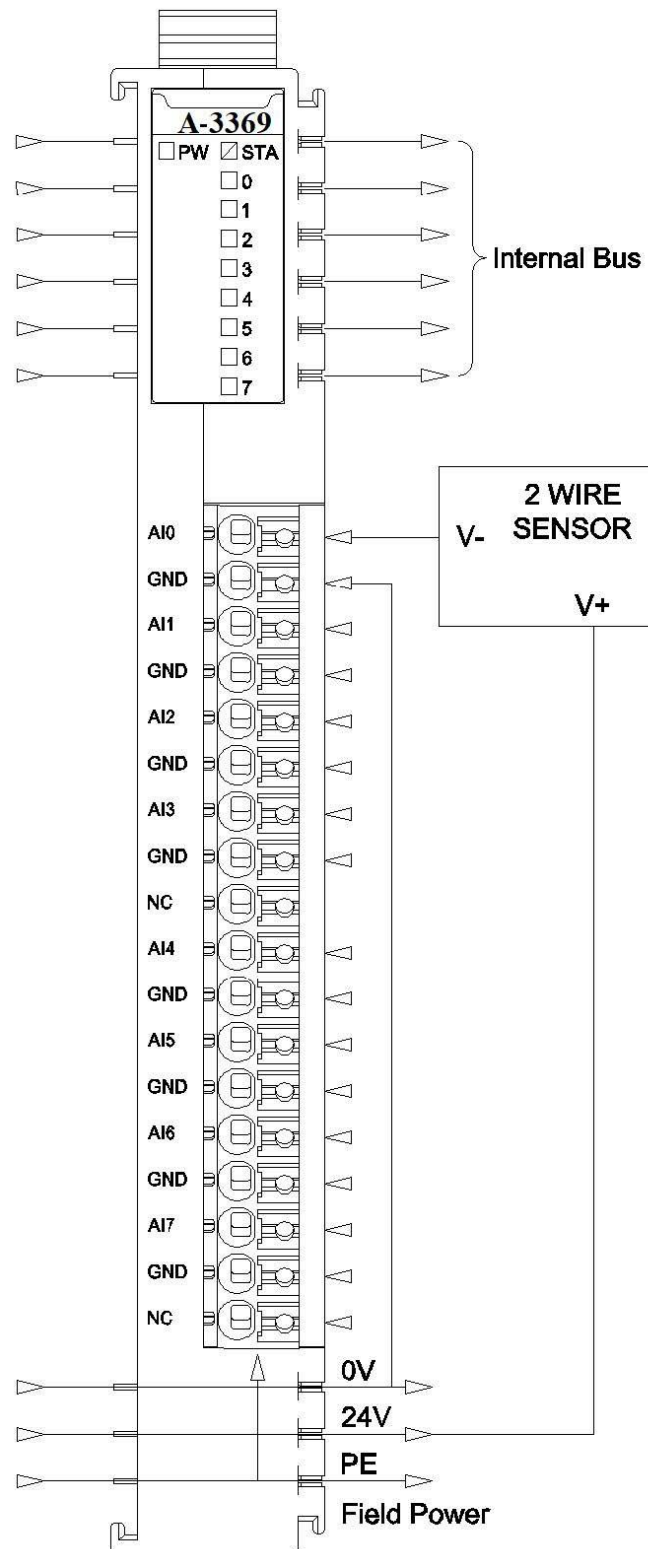 A-3369
PW STA
0
1
2
3
4
5
6
7
Internal Bus
2 WIRE
SENSOR
V-
V+
AI0
GND
AI1
GND
AI2
GND
AI3
GND
NC
AI4
GND
AI5
GND
AI6
GND
AI7
GND
NC
0V
24V
PE
Field Power